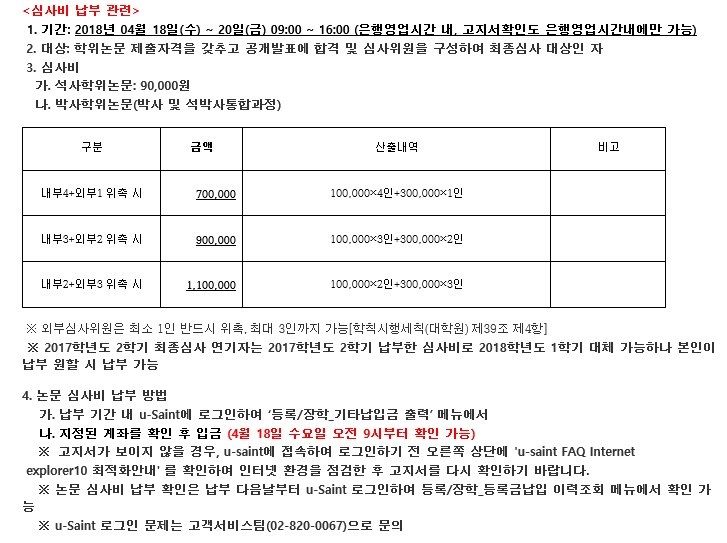 <심사비 납부 관련>
1. 기간: 2018년 04월 18일(수) ~ 20일(금) 09:00 ~ 16:00 (은행영업시간 내, 고지서확인도 은행영업시간내에만 가능)
2. 대상: 학위논문 제출자격을 갖추고 공개발표에 합격 및 심사위원을 구성하여 최종심사 대상인 자
3. 심사비
가. 석사학위논문: 90,000원
나. 박사학위논문(박사 및 석박사통합과정)
구분 금액 산출내역 비고
내부4+외부1 위촉 시 700,000 100,000×4인+300,000×1인
내부3+외부2 위촉 시 900,000 100,000×3인+300,000×2인
내부2+외부3 위촉 시 1,100,000 100,000×2인+300,000×3인
※ 외부심사위원은 최소 1인 반드시 위촉, 최대 3인까지 가능[학칙시행세칙(대학원) 제39조 제4항]
※ 2017학년도 2학기 최종심사 연기자는 2017학년도 2학기 납부한 심사비로 2018학년도 1학기 대체 가능하나 본인이
납부 원할 시 납부 가능
4. 논문 심사비 납부 방법
가. 납부 기간 내 u-Saint에 로그인하여 ‘등록/장학_기타납입금 출력’ 메뉴에서
나. 지정된 계좌를 확인 후 입금 (4월 18일 수요일 오전 9시부터 확인 가능)
※ 고지서가 보이지 않을 경우, u-saint에 접속하여 로그인하기 전 오른쪽 상단에 'u-saint FAQ Internet
explorer10 최적화안내' 를 확인하여 인터넷 환경을 점검한 후 고지서를 다시 확인하기 바랍니다.
※ 논문 심사비 납부 확인은 납부 다음날부터 u-Saint 로그인하여 등록/장학_등록금납입 이력조회 메뉴에서 확인 가
능
※ u-Saint 로그인 문제는 고객서비스팀(02-820-0067)으로 문의